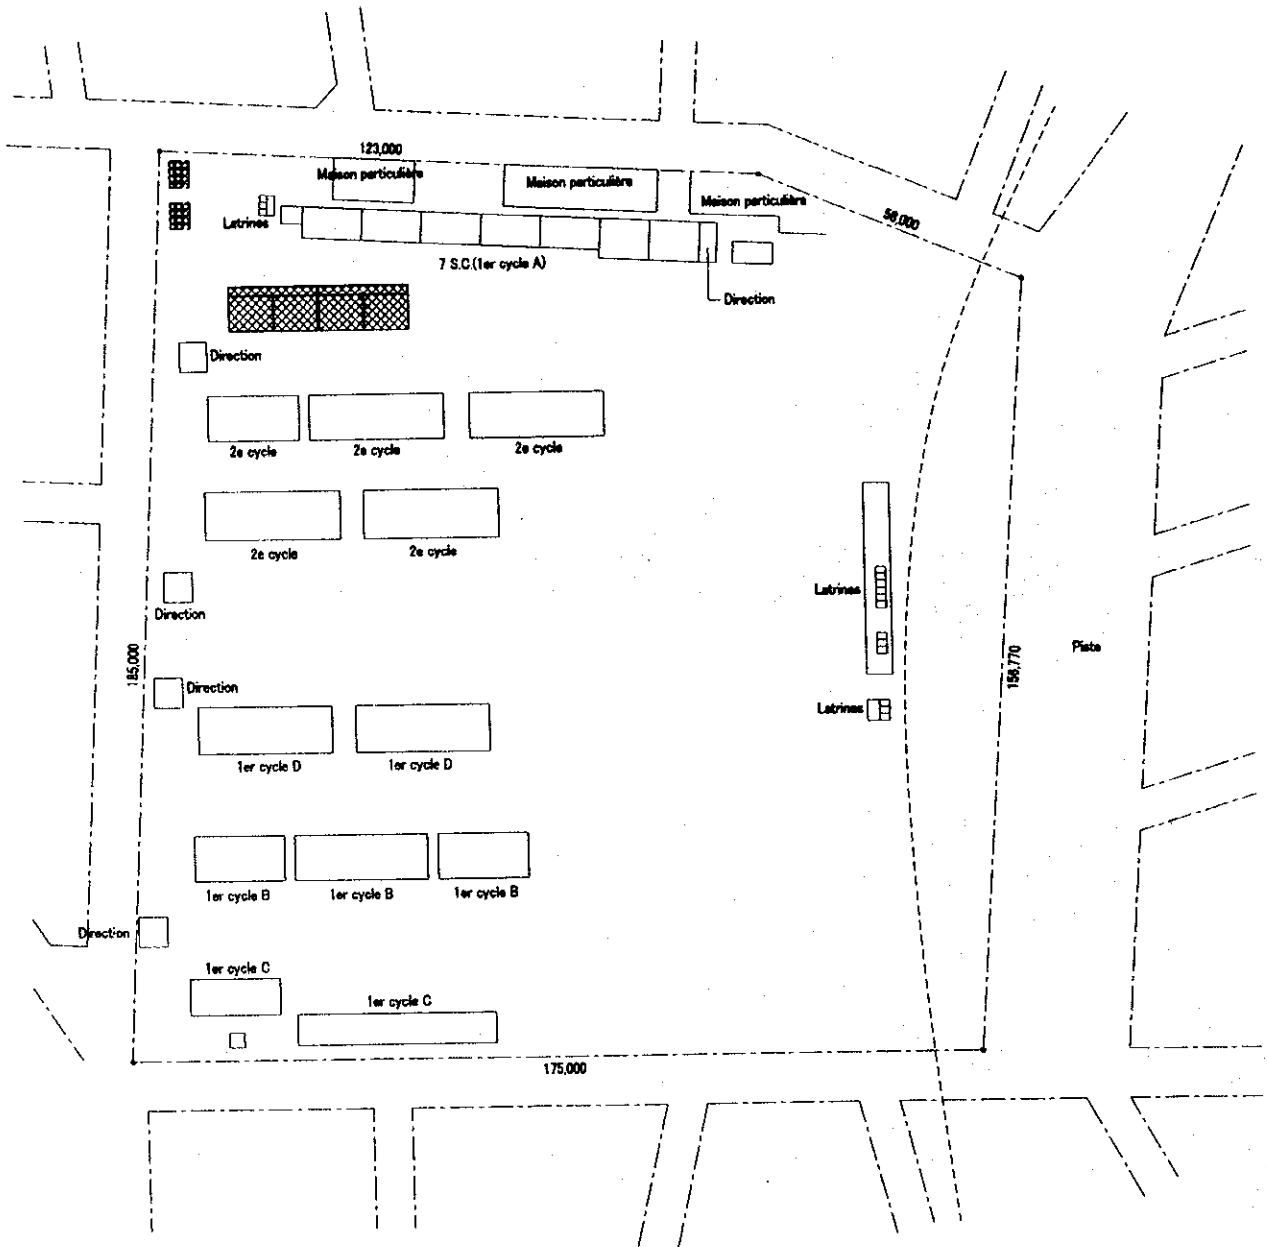 123,000
Maison particulière
Maison particulière
Maison particulière
56,000
Latrines
7 S.C.(1er cycle A)
Direction
Direction
2e cycle
2e cycle
2e cycle
2e cycle
2e cycle
Direction
Latrines
185,000
156,770
Piste
Direction
Latrines
1er cycle D
1er cycle D
1er cycle B
1er cycle B
1er cycle B
Direction
1er cycle C
1er cycle C
175,000